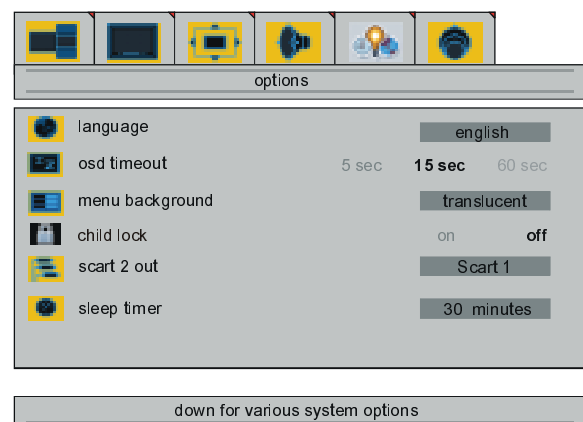 options
language english
osd timeout 5 sec 15 sec 60 sec
menu background translucent
child lock on off
scart 2 out Scart 1
sleep timer 30 minutes
down for various system options